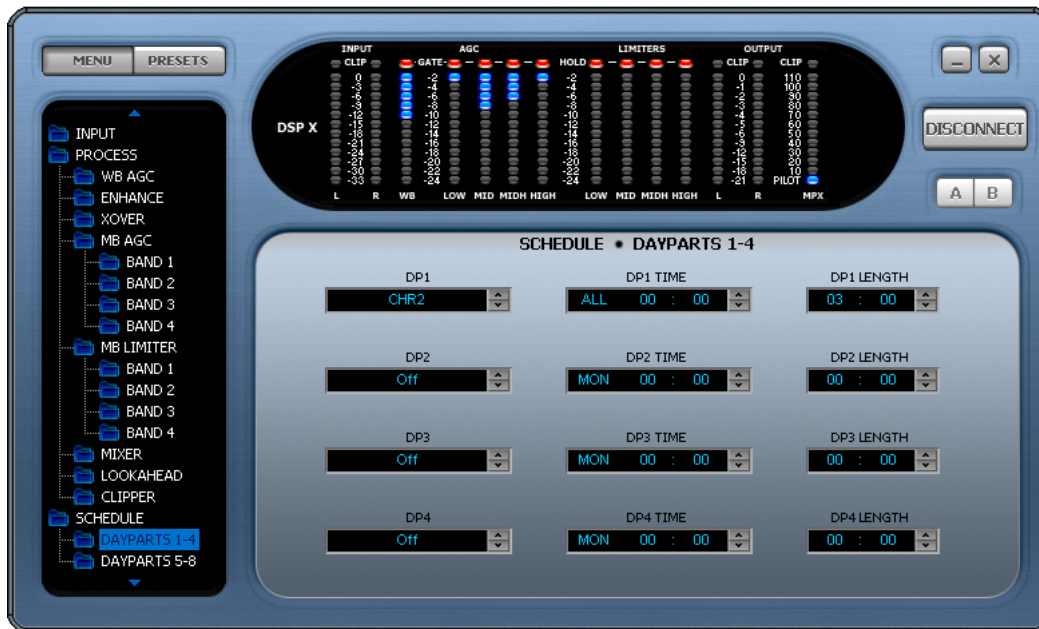 MENU PRESETS
INPUT
PROCESS
WB AGC
ENHANCE
XOVER
MB AGC
BAND 1
BAND 2
BAND 3
BAND 4
MB LIMITER
BAND 1
BAND 2
BAND 3
BAND 4
MIXER
LOOKAHEAD
CLIPPER
SCHEDULE
DAYPARTS 1-4
DAYPARTS 5-8
DSP X
INPUT AGC LIMITERS OUTPUT
CLIP -GATE- HOLD CLIP CLIP
0 -2 -2 0 110
-3 -4 -4 -1 100
-6 -6 -6 -2 90
-9 -8 -8 -3 80
-12 -10 -10 -4 70
-15 -12 -12 -5 60
-18 -14 -14 -6 50
-21 -16 -16 -9 40
-24 -18 -18 -12 30
-27 -20 -20 -15 20
-30 -22 -22 -18 10
-33 -24 -24 -21 PILOT
L R WB LOW MID MIDH HIGH LOW MID MIDH HIGH L R MPX
DISCONNECT
A B
SCHEDULE • DAYPARTS 1-4
DP1 DP1 TIME DP1 LENGTH
CHR2 ALL 00 : 00 03 : 00
DP2 DP2 TIME DP2 LENGTH
Off MON 00 : 00 00 : 00
DP3 DP3 TIME DP3 LENGTH
Off MON 00 : 00 00 : 00
DP4 DP4 TIME DP4 LENGTH
Off MON 00 : 00 00 : 00